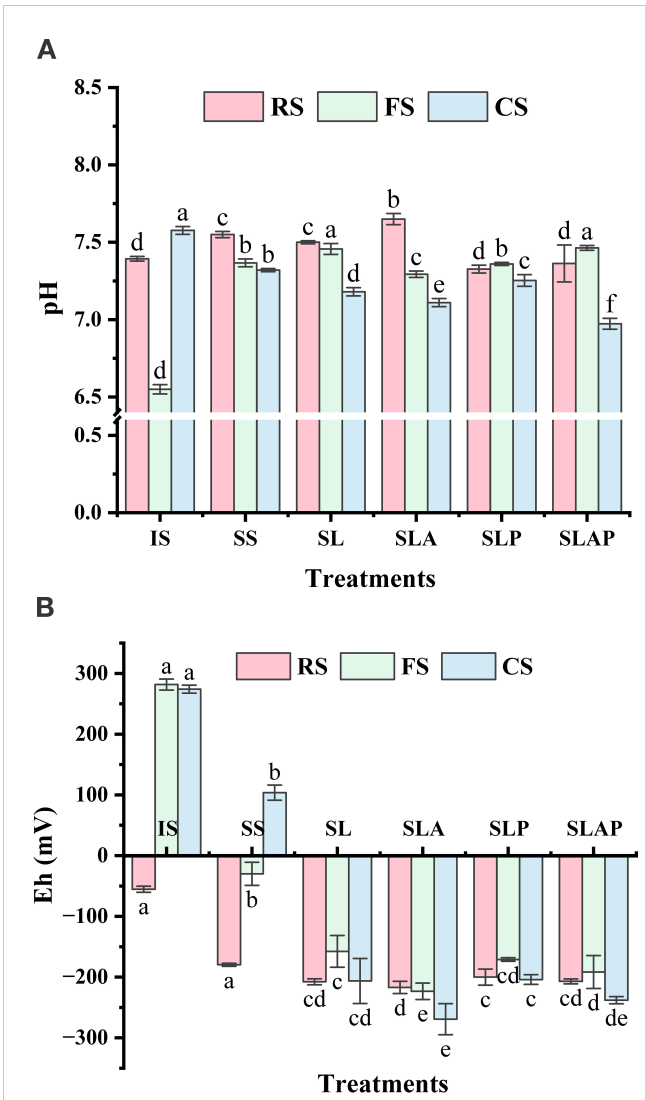 A
8.5
RS FS CS
8.0
b
a
c c a d a
d b b d b c
c
7.5
d e
f
7.0
pH
d
6.5
0.5
0.0
IS SS SL SLA SLP SLAP
Treatments
B
RS FS CS
300
a a
200
b
100
IS SS SL SLA SLP SLAP
0
Eh (mV)
a b
−100
a
c cd
−200
cd cd d e c c cd d de
e
−300
Treatments